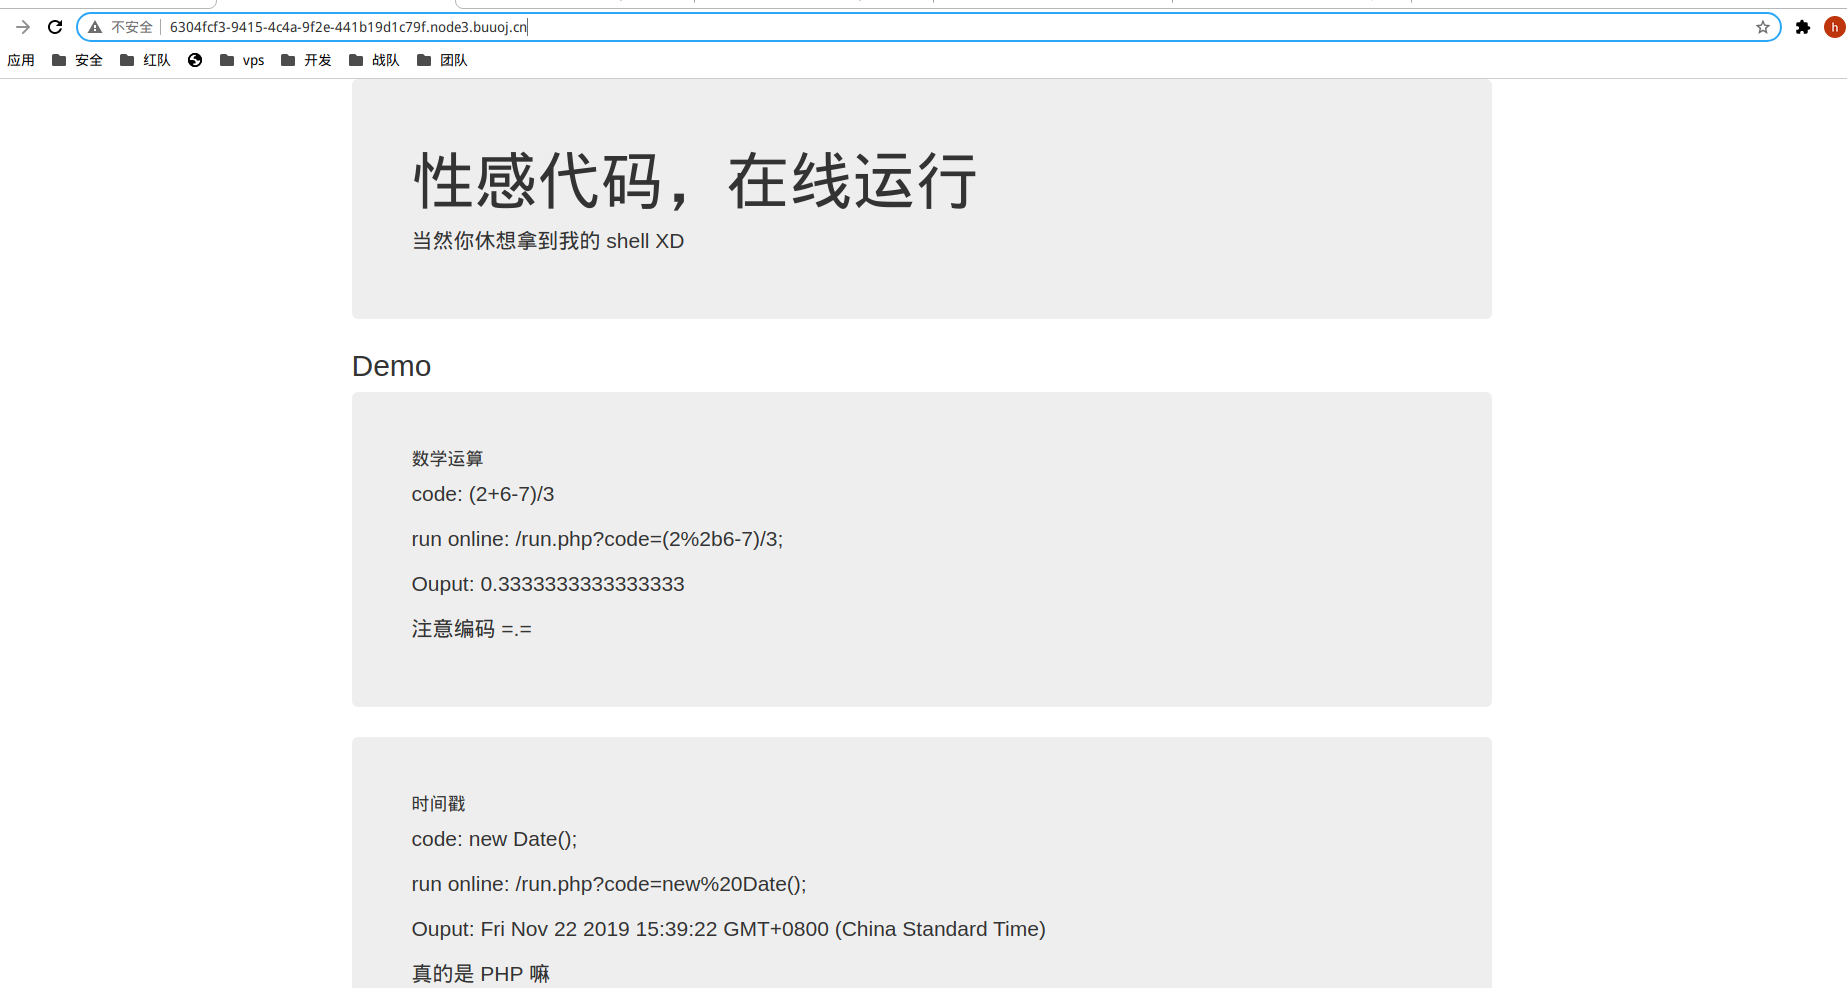 不安全 6304fcf3-9415-4c4a-9f2e-441b19d1c79f.node3.buuoj.cn h
应用 安全 红队 vps 开发 战队 团队
性感代码，在线运行
当然你休想拿到我的 shell XD
Demo
数学运算
code: (2+6-7)/3
run online: /run.php?code=(2%2b6-7)/3;
Ouput: 0.3333333333333333
注意编码 =.=
时间戳
code: new Date();
run online: /run.php?code=new%20Date();
Ouput: Fri Nov 22 2019 15:39:22 GMT+0800 (China Standard Time)
真的是 PHP 嘛